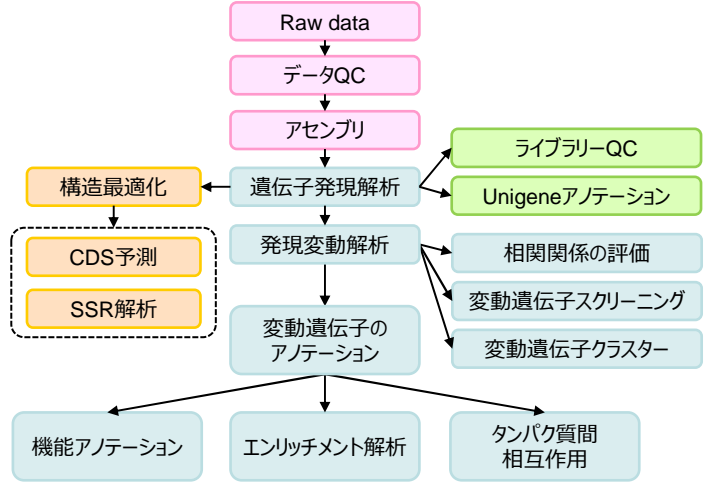 Raw data
データQC
アセンブリ
ライブラリーQC
構造最適化
遺伝子発現解析
Unigeneアノテーション
CDS予測
発現変動解析
相関関係の評価
SSR解析
変動遺伝子スクリーニング
変動遺伝子の
アノテーション
変動遺伝子クラスター
機能アノテーション
エンリッチメント解析
タンパク質間
相互作用